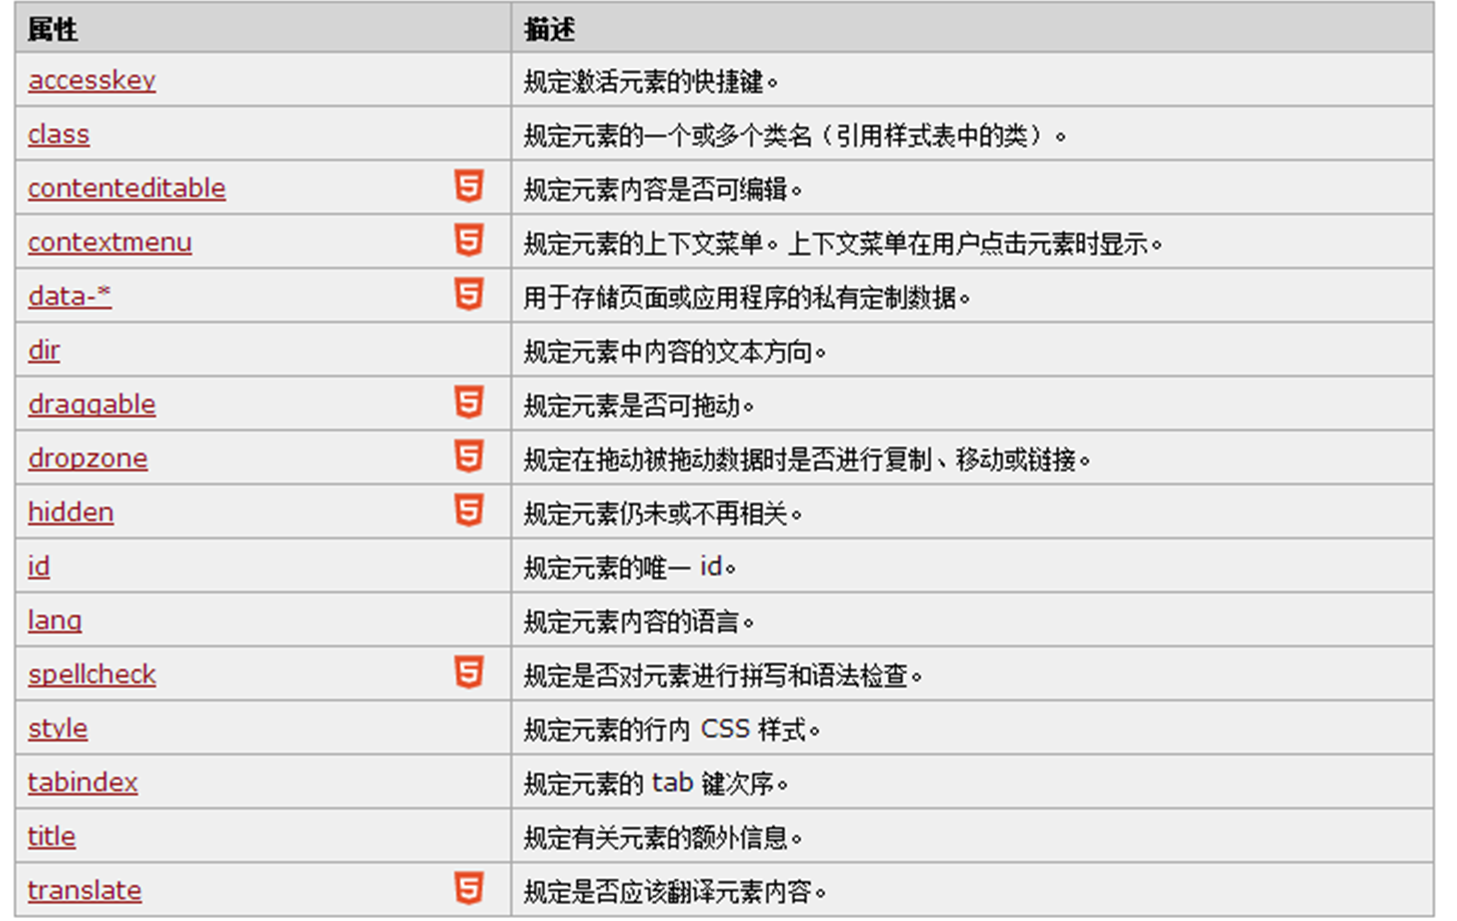 属性 描述
accesskey 规定激活元素的快捷键。
class 规定元素的一个或多个类名（引用样式表中的类）。
contenteditable 5 规定元素内容是否可编辑。
contextmenu 5 规定元素的上下文菜单。上下文菜单在用户点击元素时显示。
data-* 5 用于存储页面或应用程序的私有定制数据。
dir 规定元素中内容的文本方向。
draggable 5 规定元素是否可拖动。
dropzone 5 规定在拖动被拖动数据时是否进行复制、移动或链接。
hidden 5 规定元素仍未或不再相关。
id 规定元素的唯一 id。
lang 规定元素内容的语言。
spellcheck 5 规定是否对元素进行拼写和语法检查。
style 规定元素的行内 CSS 样式。
tabindex 规定元素的 tab 键次序。
title 规定有关元素的额外信息。
translate 5 规定是否应该翻译元素内容。